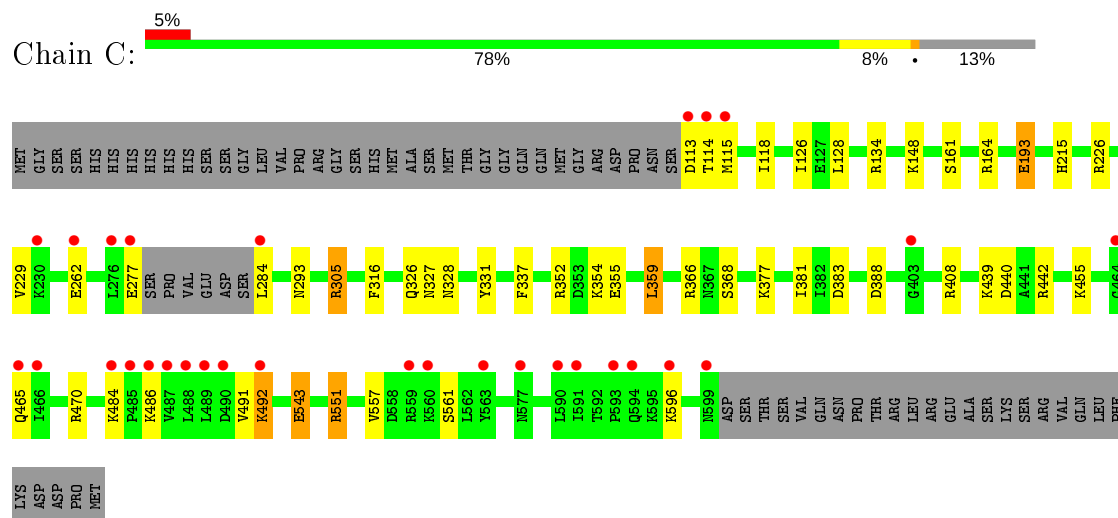 5%
Chain C:
78% 8% • 13%
MET GLY SER SER HIS HIS HIS HIS HIS HIS SER SER GLY LEU VAL PRO ARG GLY SER HIS MET ALA SER MET THR GLY GLY GLN GLN MET GLY ARG ASP PRO ASN SER D113 T114 M115 I118 I126 E127 L128 R134 K148 S161 R164 E193 H215 R226
V229 K230 E262 L276 E277 SER PRO VAL GLU ASP SER L284 N293 R305 F316 Q326 N327 N328 Y331 F337 R352 D353 K354 E355 L359 R366 N367 S368 K377 I381 I382 D383 D388 G403 R408 K439 D440 A441 R442 K455 G464
Q465 I466 R470 K484 P485 K486 V487 L488 L489 D490 V491 K492 E543 R551 V557 D558 R559 K560 S561 L562 Y563 N577 L590 I591 T592 P593 Q594 K595 K596 N599 ASP SER THR SER VAL GLN ASN PRO THR ARG LEU ARG GLU ALA SER LYS SER ARG VAL GLN LEU PHE
LYS ASP ASP PRO MET